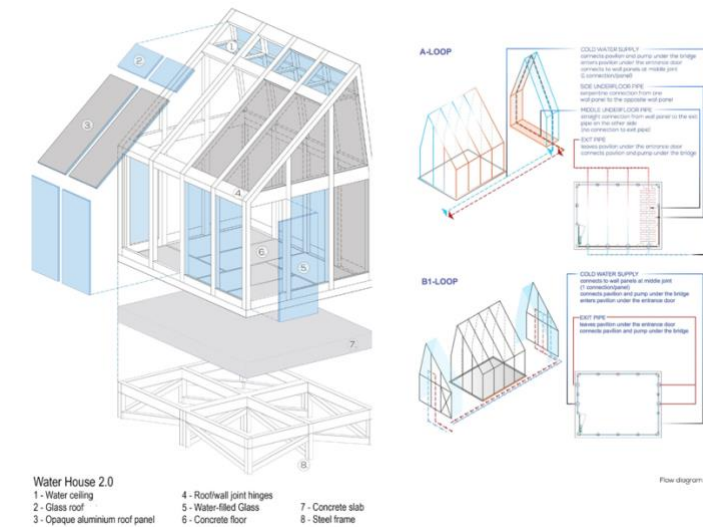 1
2
3
4
5
6
7
8
Water House 2.0
1 - Water ceiling
2 - Glass roof
3 - Opaque aluminium roof panel
4 - Roof/wall joint hinges
5 - Water-filled Glass
6 - Concrete floor
7 - Concrete slab
8 - Steel frame
A-LOOP
COLD WATER SUPPLY
connects pavilion and pump under the bridge
enters pavilion under the entrance door
connects to wall panels at middle joint
(1 connection/panel)
SIDE UNDERFLOOR PIPE
serpentine connection from one
wall panel to the opposite wall panel
MIDDLE UNDERFLOOR PIPE
straight connection from wall panel to the exit
pipe on the other side
(no connection to exit pipe)
EXIT PIPE
leaves pavilion under the entrance door
connects pavilion and pump under the bridge
B1-LOOP
COLD WATER SUPPLY
connects to wall panels at middle joint
(1 connection/panel)
connects pavilion and pump under the bridge
enters pavilion under the entrance door
EXIT PIPE
leaves pavilion under the entrance door
connects pavilion and pump under the bridge
Flow diagram